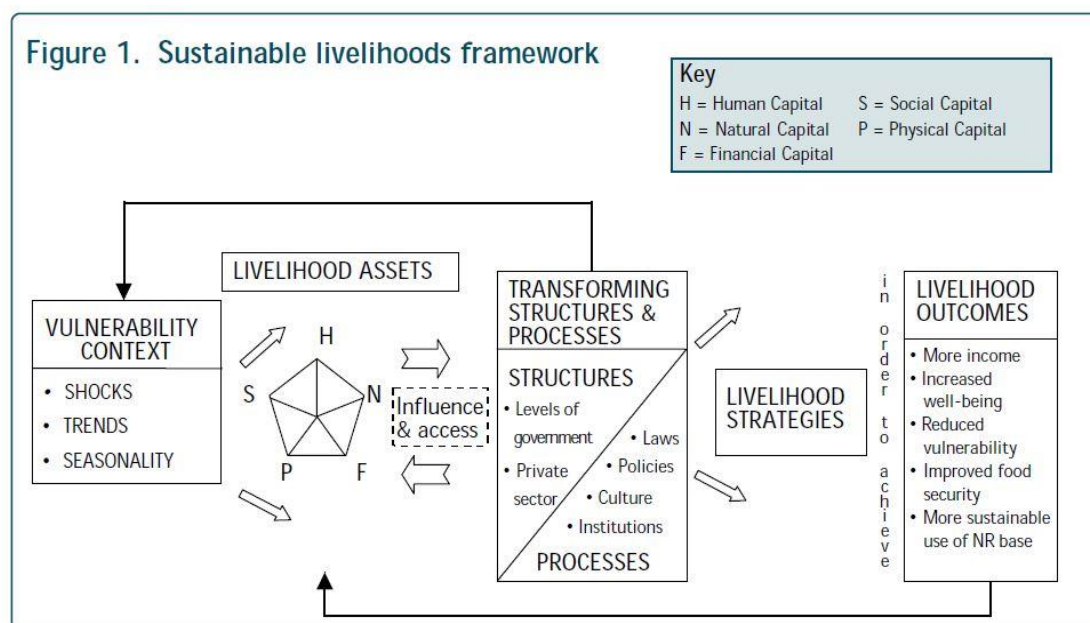 Figure 1. Sustainable livelihoods framework
Key
H = Human Capital S = Social Capital
N = Natural Capital P = Physical Capital
F = Financial Capital
LIVELIHOOD ASSETS
VULNERABILITY
CONTEXT
• SHOCKS
• TRENDS
• SEASONALITY
H
S
N
P
F
Influence
& access
TRANSFORMING
STRUCTURES &
PROCESSES
STRUCTURES
• Levels of
government
• Private
sector
• Laws
• Policies
• Culture
• Institutions
PROCESSES
LIVELIHOOD
STRATEGIES
in order to achieve
LIVELIHOOD
OUTCOMES
• More income
• Increased
well-being
• Reduced
vulnerability
• Improved food
security
• More sustainable
use of NR base